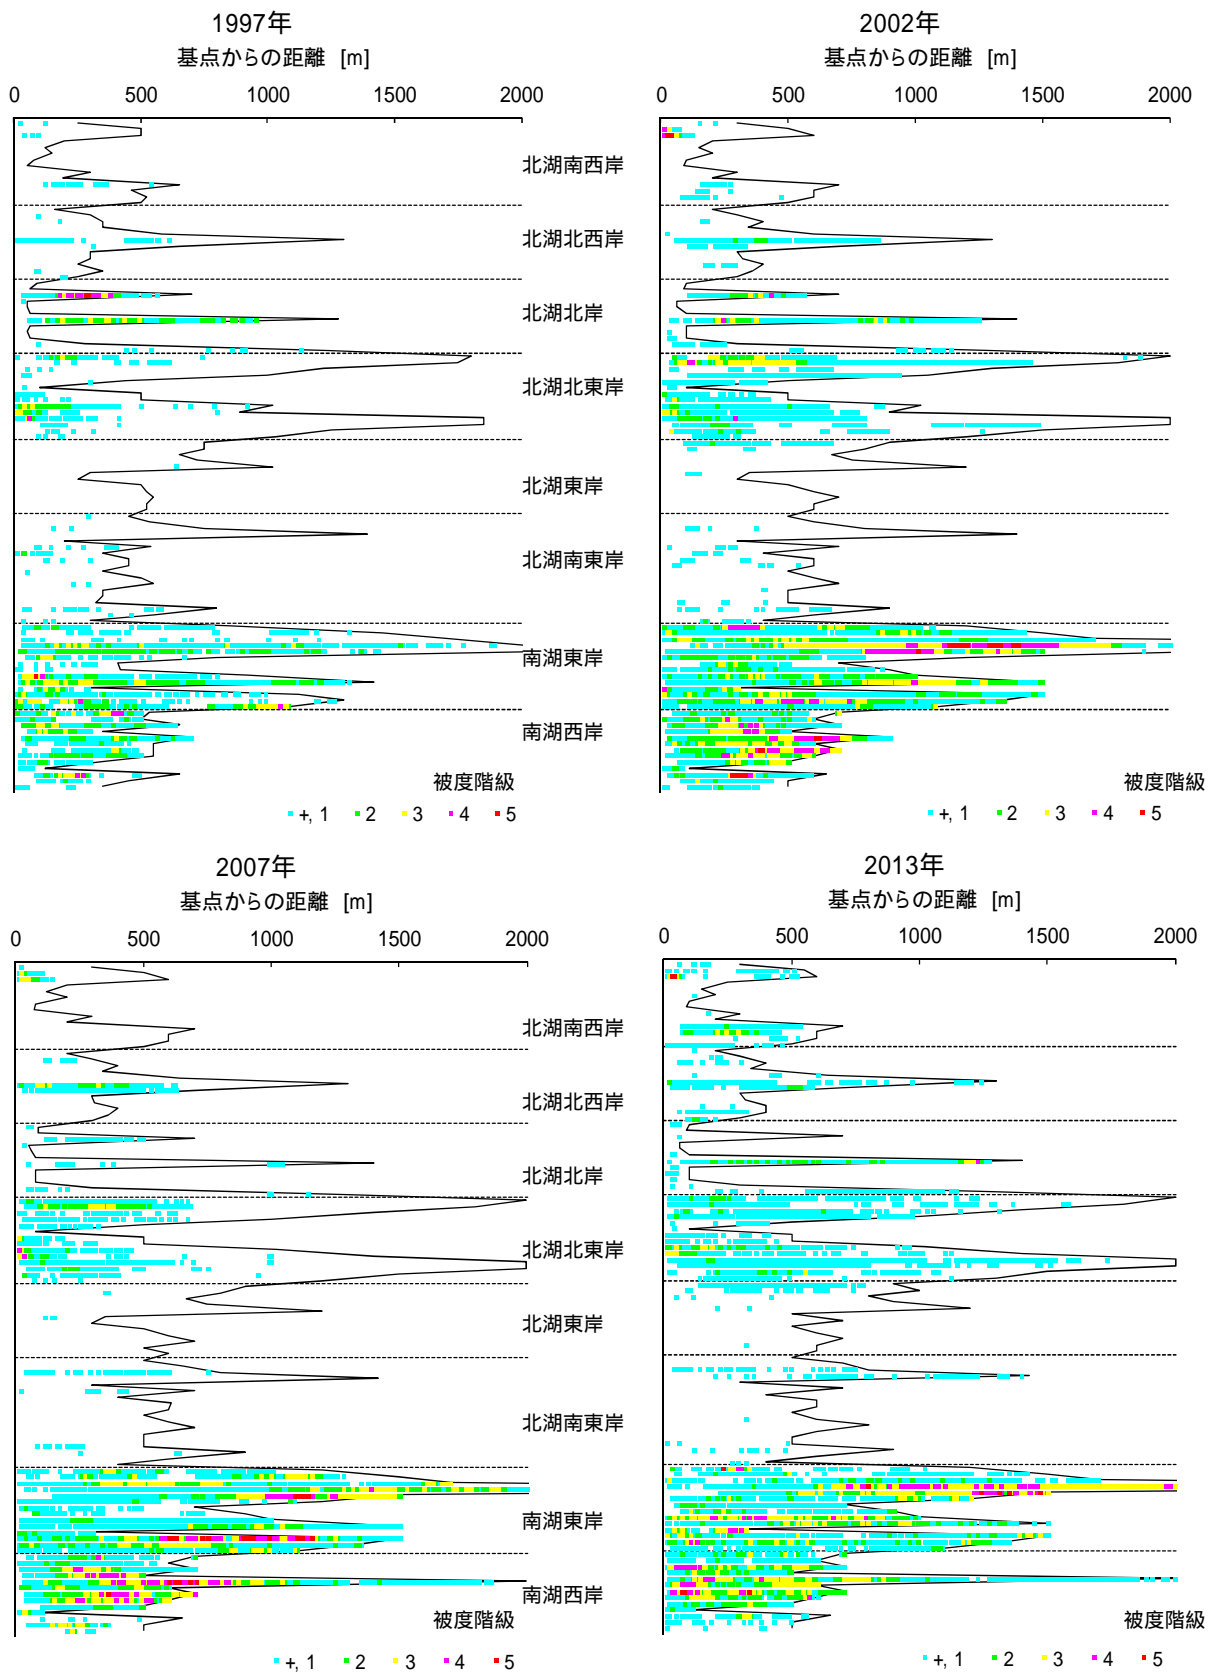 1997年
基点からの距離 [m]
0 500 1000 1500 2000
北湖南西岸
北湖北西岸
北湖北岸
北湖北東岸
北湖東岸
北湖南東岸
南湖東岸
南湖西岸
被度階級
+, 1 2 3 4 5
2002年
基点からの距離 [m]
0 500 1000 1500 2000
被度階級
+, 1 2 3 4 5
2007年
基点からの距離 [m]
0 500 1000 1500 2000
北湖南西岸
北湖北西岸
北湖北岸
北湖北東岸
北湖東岸
北湖南東岸
南湖東岸
南湖西岸
被度階級
+, 1 2 3 4 5
2013年
基点からの距離 [m]
0 500 1000 1500 2000
被度階級
+, 1 2 3 4 5